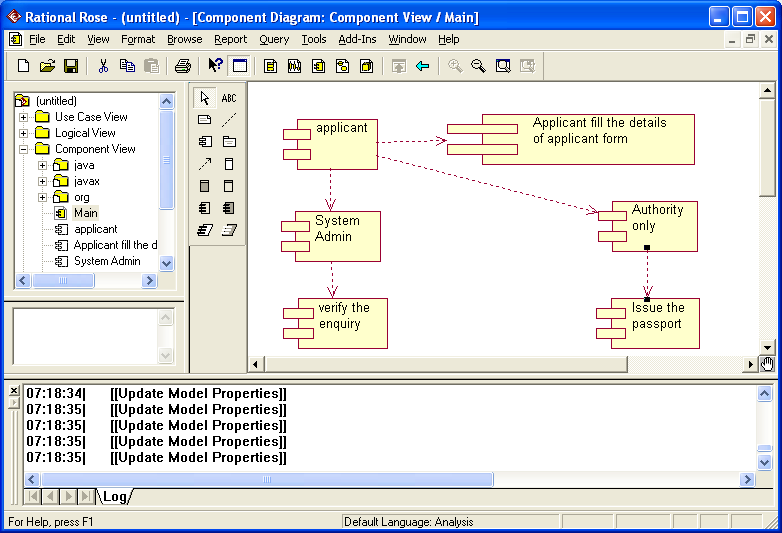 Rational Rose - (untitled) - [Component Diagram: Component View / Main]
File Edit View Format Browse Report Query Tools Add-Ins Window Help
(untitled)
Use Case View
Logical View
Component View
java
javax
org
Main
applicant
Applicant fill the d
System Admin
ABC
applicant
Applicant fill the details
of applicant form
System
Admin
Authority
only
verify the
enquiry
Issue the
passport
07:18:34| [[Update Model Properties]]
07:18:35| [[Update Model Properties]]
07:18:35| [[Update Model Properties]]
07:18:35| [[Update Model Properties]]
07:18:35| [[Update Model Properties]]
Log
For Help, press F1
Default Language: Analysis